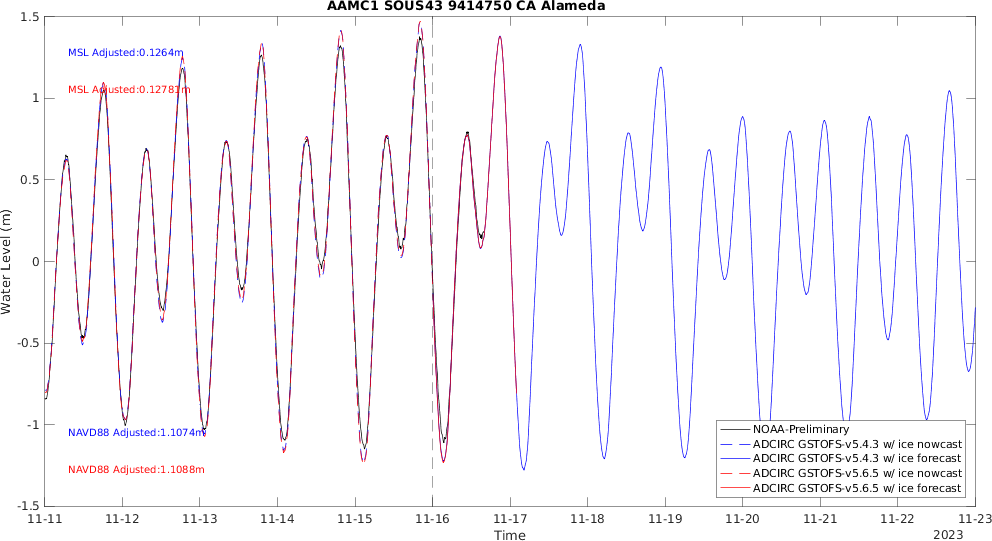 AAMC1 SOUS43 9414750 CA Alameda
1.5
MSL Adjusted:0.1264m
MSL Adjusted:0.12781m
1
0.5
Water Level (m)
0
-0.5
-1
NAVD88 Adjusted:1.1074m
NAVD88 Adjusted:1.1088m
-1.5
NOAA-Preliminary
ADCIRC GSTOFS-v5.4.3 w/ ice nowcast
ADCIRC GSTOFS-v5.4.3 w/ ice forecast
ADCIRC GSTOFS-v5.6.5 w/ ice nowcast
ADCIRC GSTOFS-v5.6.5 w/ ice forecast
11-11 11-12 11-13 11-14 11-15 11-16 11-17 11-18 11-19 11-20 11-21 11-22 11-23
Time
2023